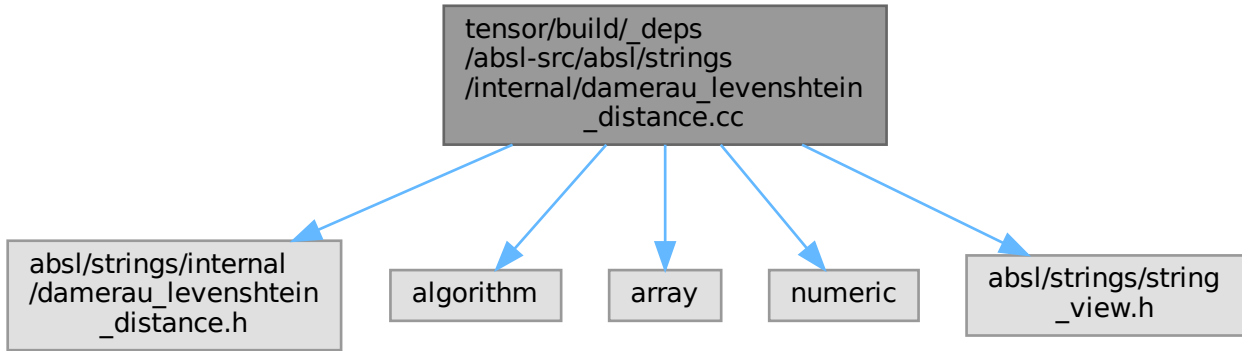 tensor/build/_deps
/absl-src/absl/strings
/internal/damerau_levenshtein
_distance.cc
absl/strings/internal
/damerau_levenshtein
_distance.h
algorithm
array
numeric
absl/strings/string
_view.h